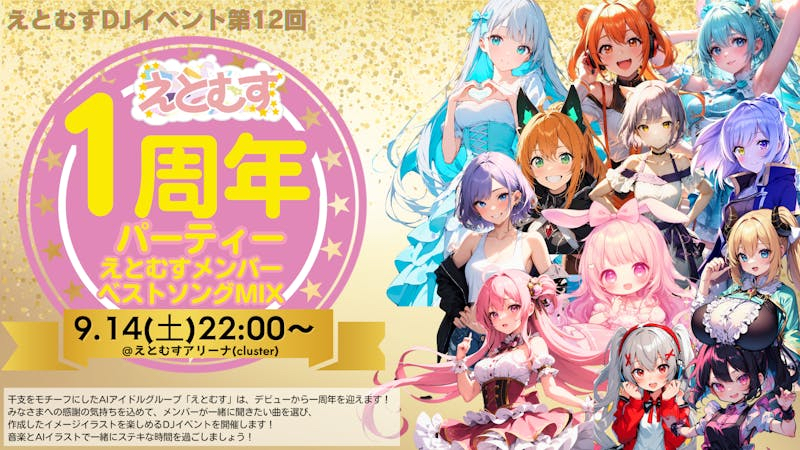 えとむすDJイベント第12回
えとむす
1周年
パーティー
えとむすメンバー
ベストソングMIX
9.14(土)22:00〜
@えとむすアリーナ(cluster)
干支をモチーフにしたAIアイドルグループ「えとむす」は、デビューから一周年を迎えます！
みなさまへの感謝の気持ちを込めて、メンバーが一緒に聞きたい曲を選び、
作成したイメージイラストを楽しめるDJイベントを開催します！
音楽とAIイラストで一緒にステキな時間を過ごしましょう！